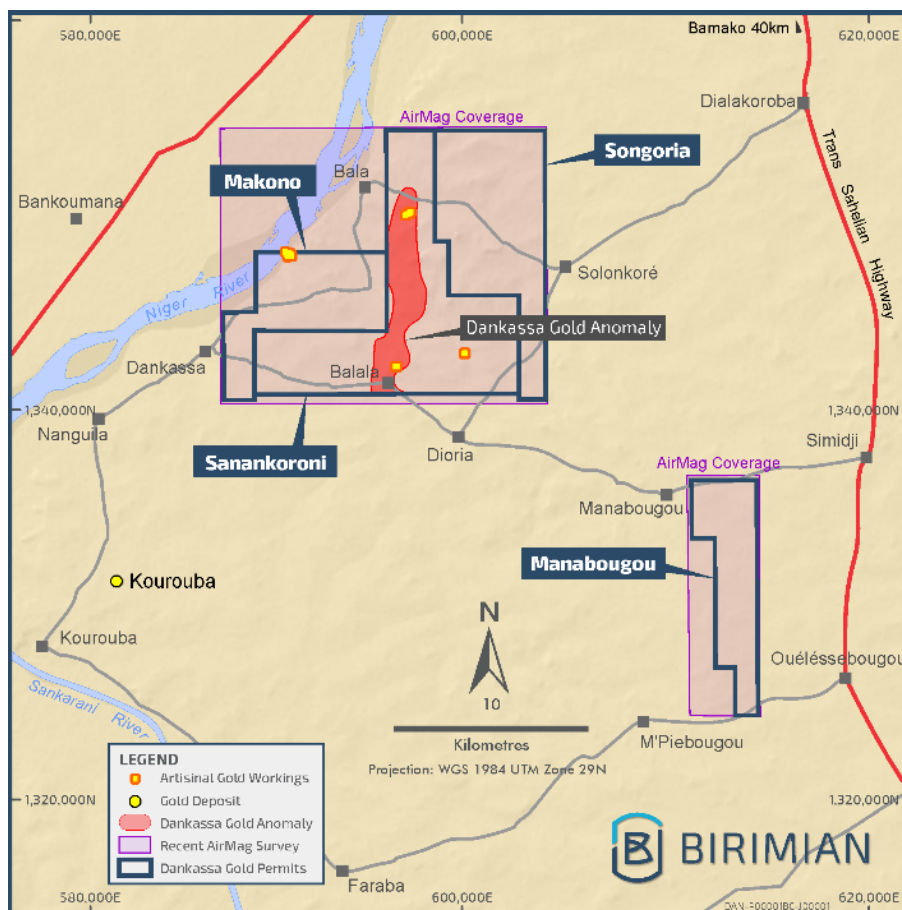 580,000E
600,000E
Bamako 40km
620,000E
AirMag Coverage
Dialakoroba
Songoria
Trans Sahelian Highway
Makono
Bala
Bankoumana
Solonkoré
Niger River
Dankassa Gold Anomaly
Dankassa
Balala
1,340,000N
1,340,000N
Nanguila
Dioria
Simidji
Sanankoroni
AirMag Coverage
Manabougou
Manabougou
Kourouba
N
Kourouba
Ouéléssebougou
Sankarani River
10
M'Piebougou
Kilometres
Projection: WGS 1984 UTM Zone 29N
LEGEND
Artisinal Gold Workings
Gold Deposit
Dankassa Gold Anomaly
Recent AirMag Survey
Dankassa Gold Permits
1,320,000N
1,320,000N
BIRIMIAN
Faraba
580,000E
600,000E
620,000E